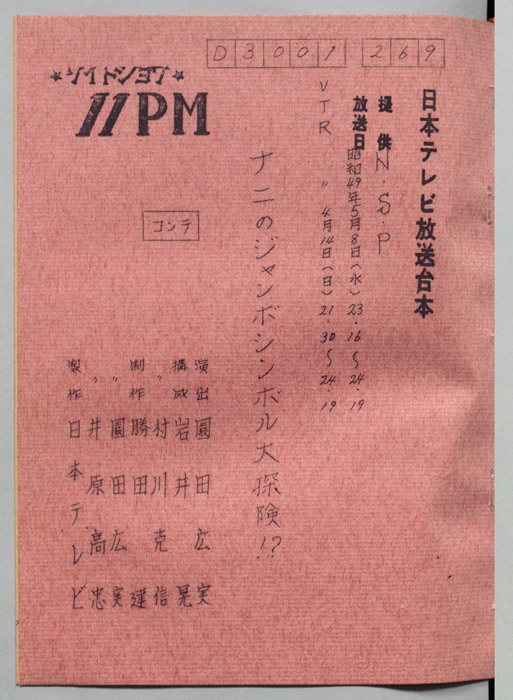 D3001 269
日本テレビ放送台本
提供 N.S.P
放送日 昭和49年5月8日(水) 23.16〜24.19
VTR 〃 4月14日(日) 21.30〜24.19
ワイドショー
11PM
ナニのジャンボシンボル大探険!?
コンテ
演出 園田広実
構成 岩井晃
〃 村川克信
制作 勝田建
〃 園田広実
〃 井原高忠
製作 日本テレビ